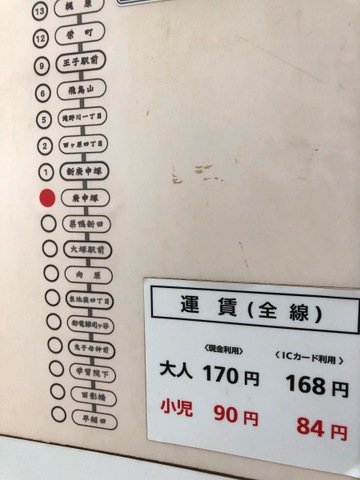 13 梶原
12 栄町
9 王子駅前
6 飛鳥山
5 滝野川一丁目
2 西ヶ原四丁目
1 新庚申塚
庚申塚
巣鴨新田
大塚駅前
向原
東池袋四丁目
都電雑司ヶ谷
鬼子母神前
学習院下
面影橋
早稲田
運賃(全線)
〈現金利用〉 〈ICカード利用〉
大人 170円 168円
小児 90円 84円